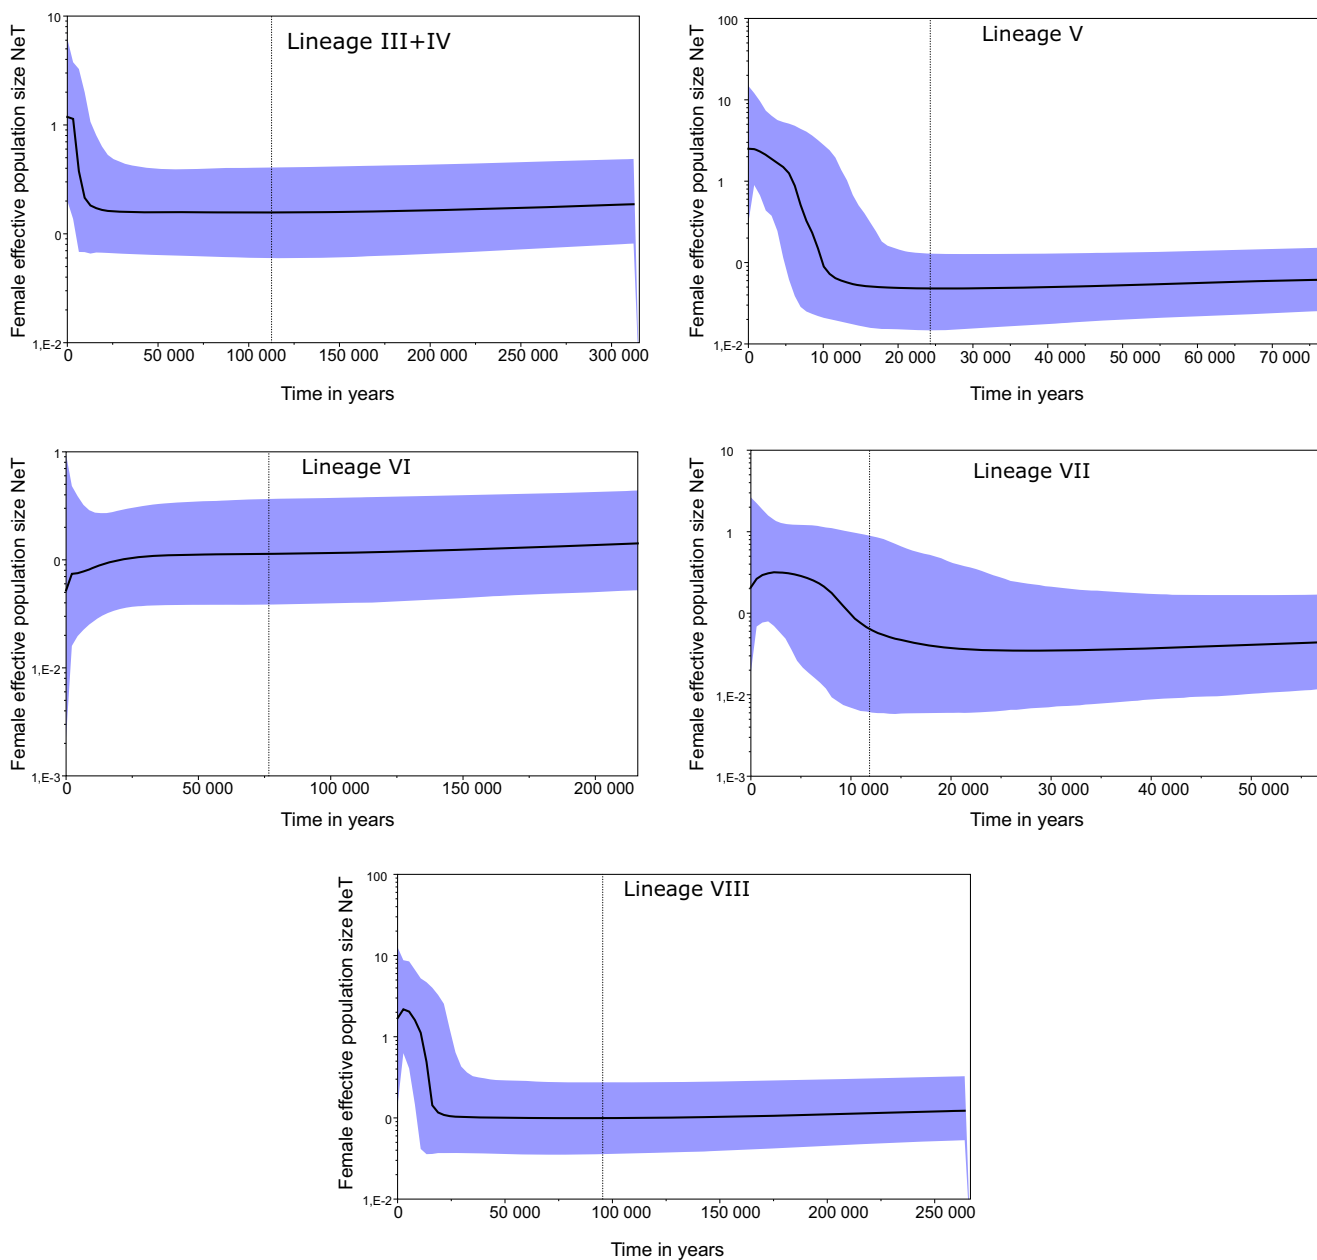 Lineage III+IV
Female effective population size NeT
10
1
0
1,E-2
0 50 000 100 000 150 000 200 000 250 000 300 000
Time in years
Lineage V
Female effective population size NeT
100
10
1
0
1,E-2
0 10 000 20 000 30 000 40 000 50 000 60 000 70 000
Time in years
Lineage VI
Female effective population size NeT
1
0
1,E-2
1,E-3
0 50 000 100 000 150 000 200 000
Time in years
Lineage VII
Female effective population size NeT
10
1
0
1,E-2
1,E-3
0 10 000 20 000 30 000 40 000 50 000
Time in years
Lineage VIII
Female effective population size NeT
100
10
1
0
1,E-2
0 50 000 100 000 150 000 200 000 250 000
Time in years